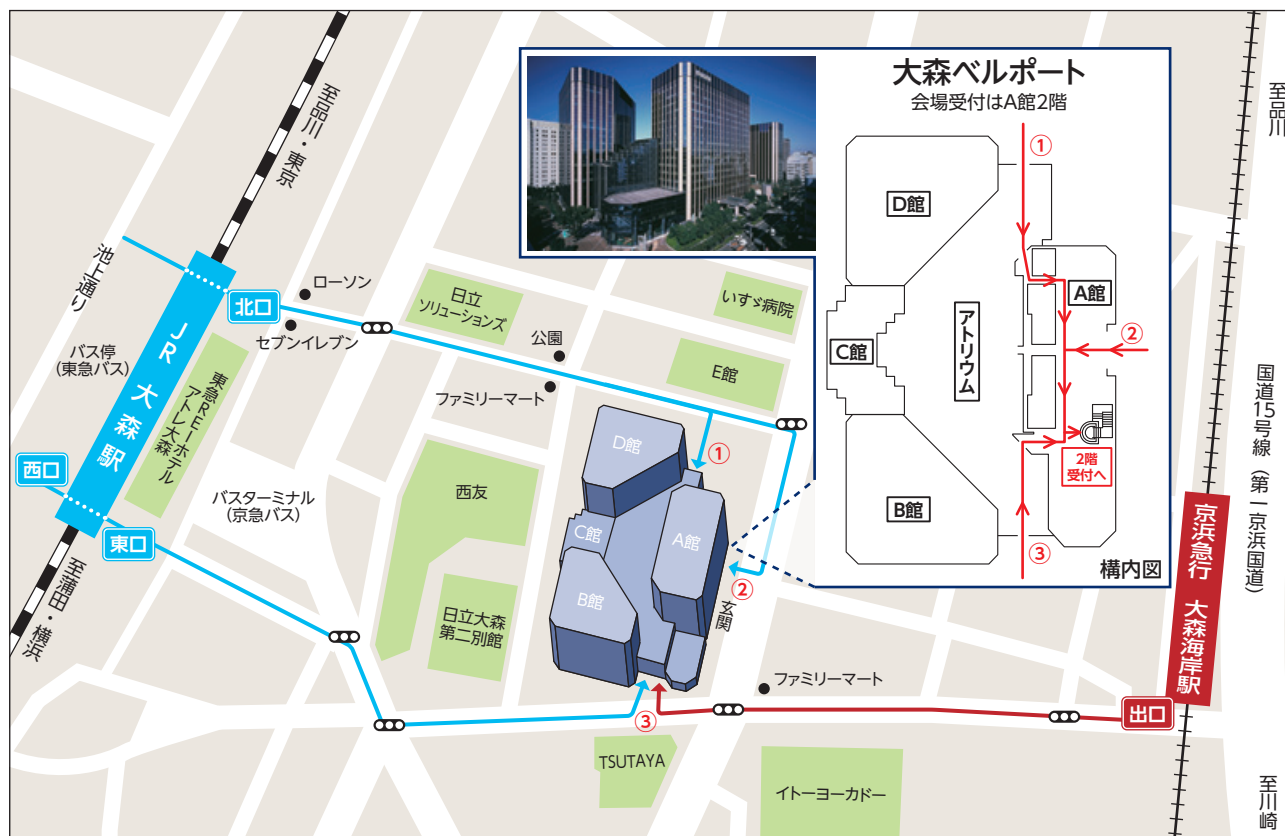 大森ベルポート
会場受付はA館2階
①
D館
A館
②
C館
アトリウム
2階
受付へ
B館
③
構内図
至品川・東京
池上通り
北口
ローソン
セブンイレブン
日立
ソリューションズ
いすゞ病院
公園
E館
ファミリーマート
バス停
(東急バス)
JR 大森駅
東急REIホテル
アトレ大森
西口
東口
バスターミナル
(京急バス)
西友
D館
①
C館
A館
B館
②
玄関
日立大森
第二別館
至蒲田・横浜
ファミリーマート
③
TSUTAYA
イトーヨーカドー
出口
京浜急行 大森海岸駅
至品川
国道15号線(第一京浜国道)
至川崎